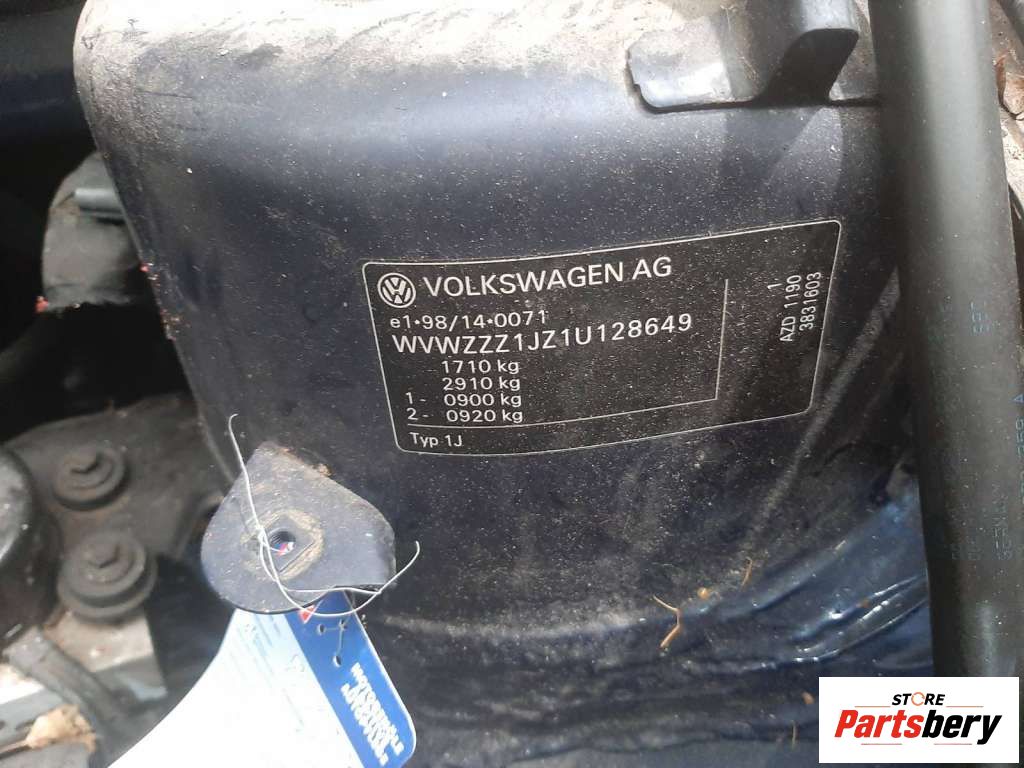 VOLKSWAGEN AG
e1*98/14*0071
WVWZZZ1JZ1U128649
1710 kg
2910 kg
1- 0900 kg
2- 0920 kg
Typ 1J
1
AZD 1190
3831603
STORE
Partsbery